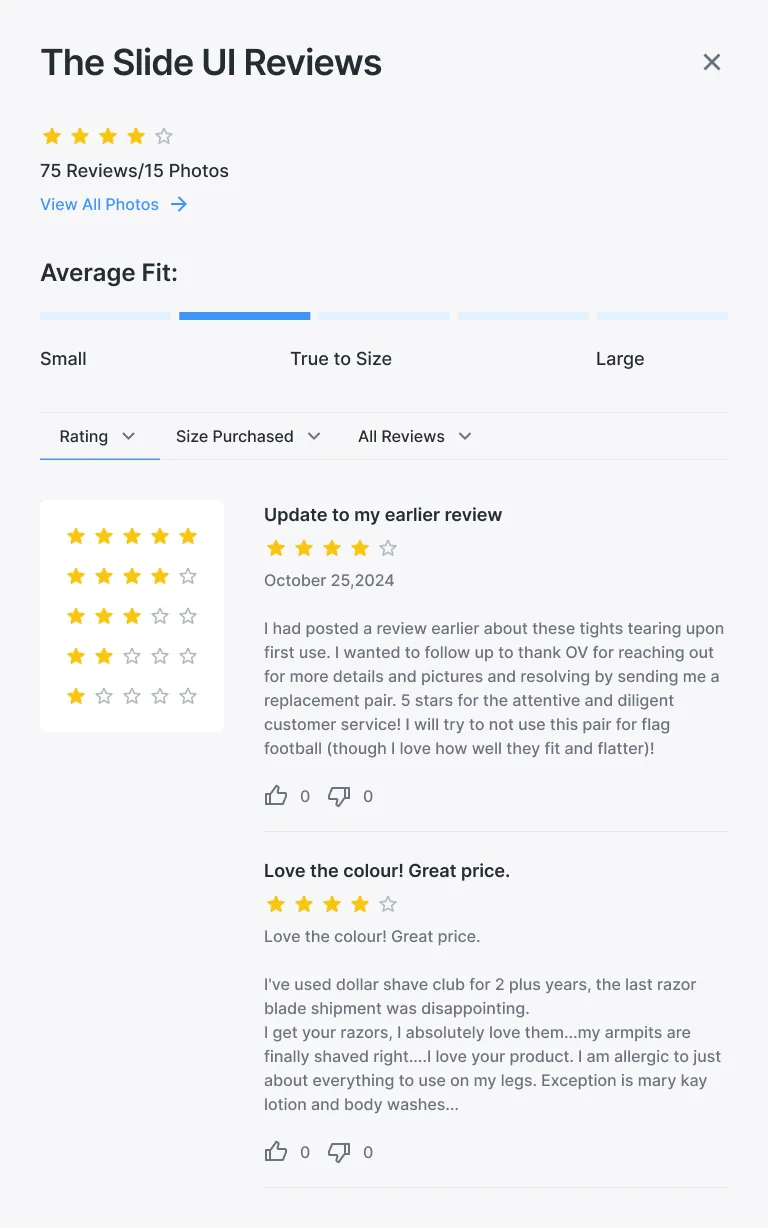 The Slide UI Reviews
75 Reviews/15 Photos
View All Photos
Average Fit:
Small
True to Size
Large
Rating
Size Purchased
All Reviews
Update to my earlier review
October 25,2024
I had posted a review earlier about these tights tearing upon
first use. I wanted to follow up to thank OV for reaching out
for more details and pictures and resolving by sending me a
replacement pair. 5 stars for the attentive and diligent
customer service! I will try to not use this pair for flag
football (though I love how well they fit and flatter)!
0
0
Love the colour! Great price.
Love the colour! Great price.
I've used dollar shave club for 2 plus years, the last razor
blade shipment was disappointing.
I get your razors, I absolutely love them...my armpits are
finally shaved right....I love your product. I am allergic to just
about everything to use on my legs. Exception is mary kay
lotion and body washes...
0
0